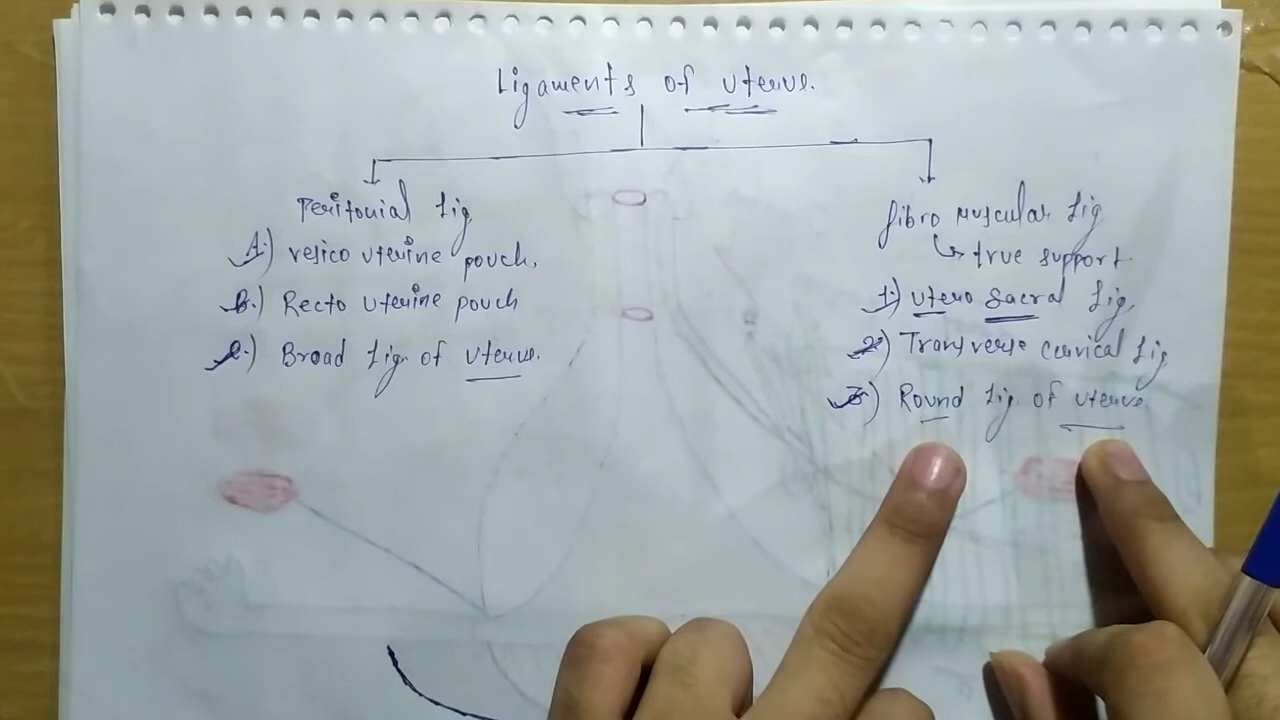 Ligaments of uterus.
Peritonial Lig
A.) vesico uterine pouch.
B.) Recto uterine pouch
C.) Broad Lig. of uterus.
fibro muscular Lig
↳ true support.
1) utero sacral Lig.
2) Transverse cervical Lig
3) Round Lig. of uterus